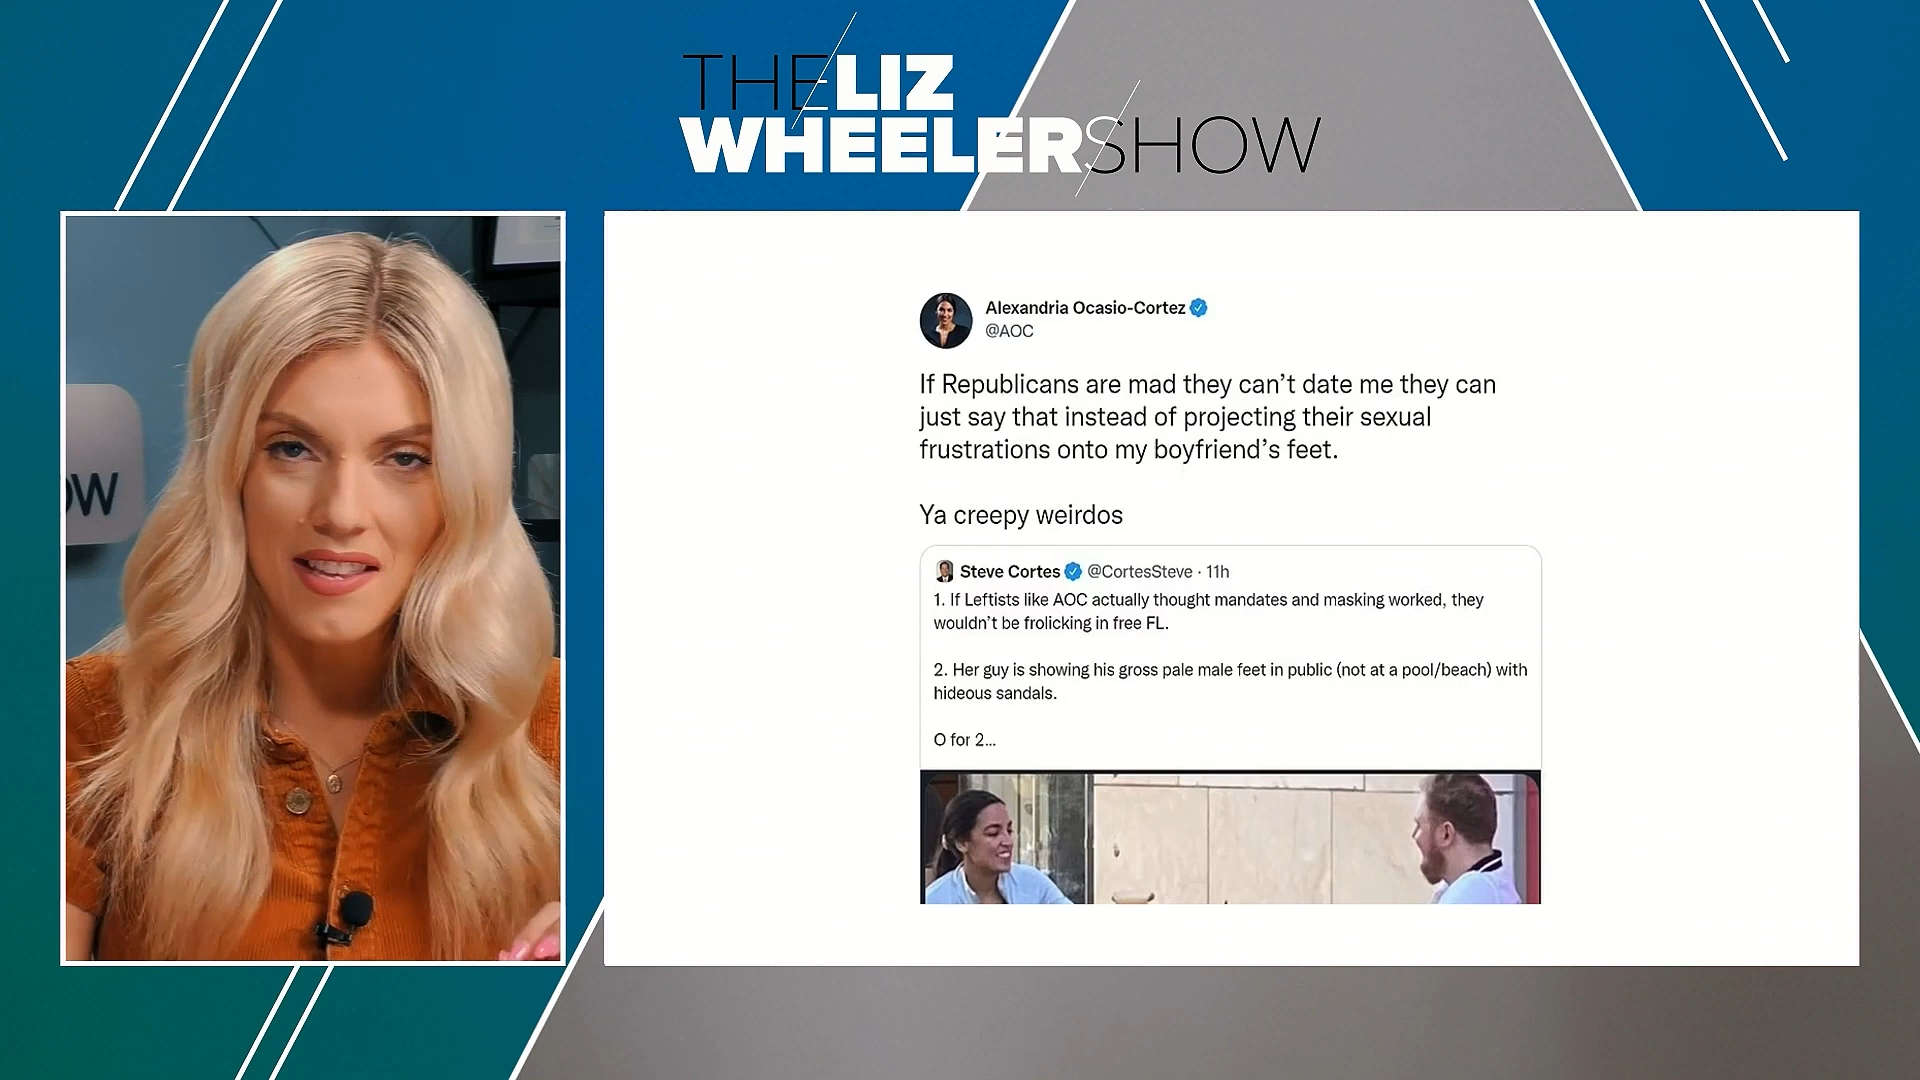 THE LIZ
WHEELER SHOW
OW
Alexandria Ocasio-Cortez
@AOC
If Republicans are mad they can’t date me they can
just say that instead of projecting their sexual
frustrations onto my boyfriend’s feet.
Ya creepy weirdos
Steve Cortes @CortesSteve · 11h
1. If Leftists like AOC actually thought mandates and masking worked, they
wouldn’t be frolicking in free FL.
2. Her guy is showing his gross pale male feet in public (not at a pool/beach) with
hideous sandals.
O for 2...